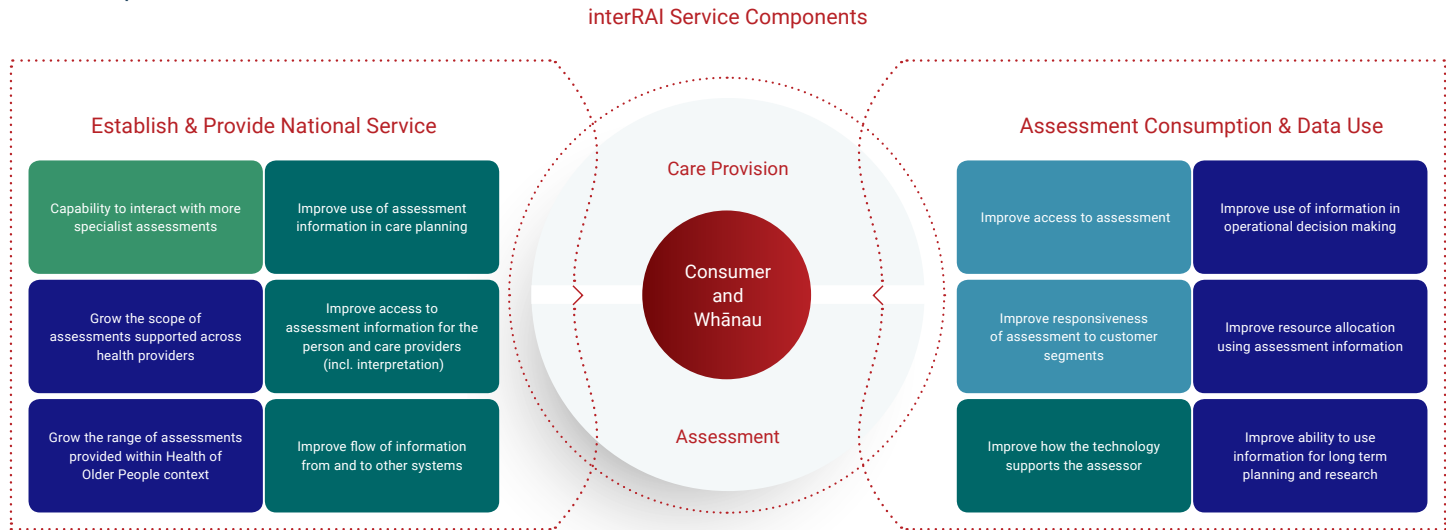 interRAI Service Components
Establish & Provide National Service
Capability to interact with more
specialist assessments
Improve use of assessment
information in care planning
Grow the scope of
assessments supported across
health providers
Improve access to
assessment information for the
person and care providers
(incl. interpretation)
Grow the range of assessments
provided within Health of
Older People context
Improve flow of information
from and to other systems
Care Provision
Consumer
and
Whānau
Assessment
Assessment Consumption & Data Use
Improve access to assessment
Improve use of information in
operational decision making
Improve responsiveness
of assessment to customer
segments
Improve resource allocation
using assessment information
Improve how the technology
supports the assessor
Improve ability to use
information for long term
planning and research